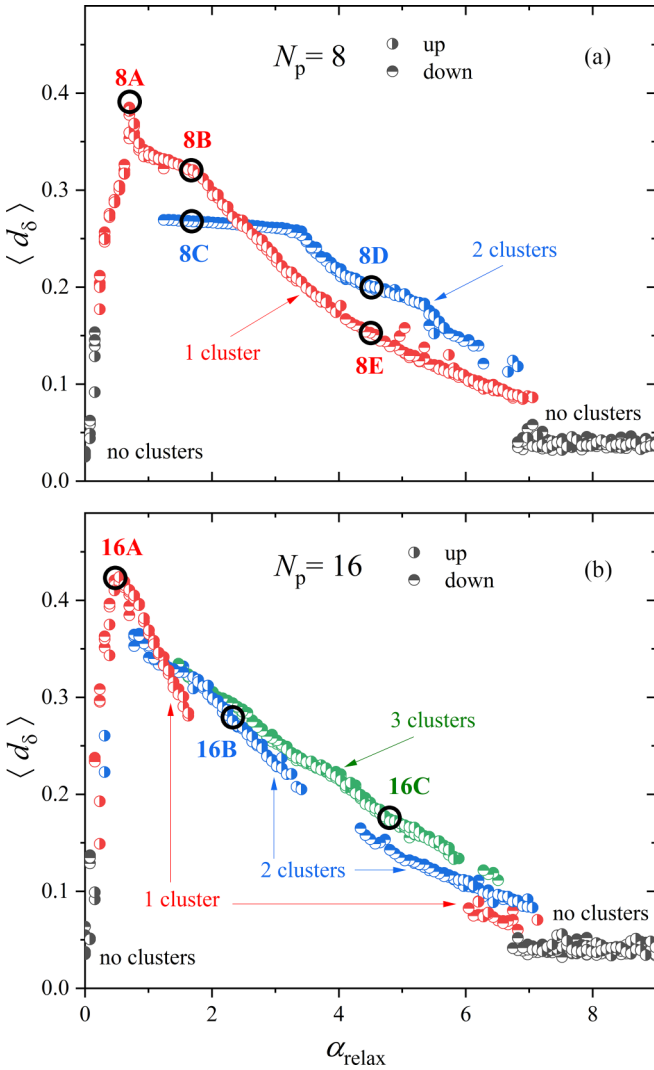 N_p = 8
up
down
(a)
8A
8B
8C
8D
8E
2 clusters
1 cluster
no clusters
no clusters
0.4
0.3
0.2
0.1
0.0
⟨ d_δ ⟩
N_p = 16
up
down
(b)
16A
16B
16C
3 clusters
2 clusters
1 cluster
no clusters
no clusters
0.4
0.3
0.2
0.1
0.0
⟨ d_δ ⟩
0 2 4 6 8
α_relax